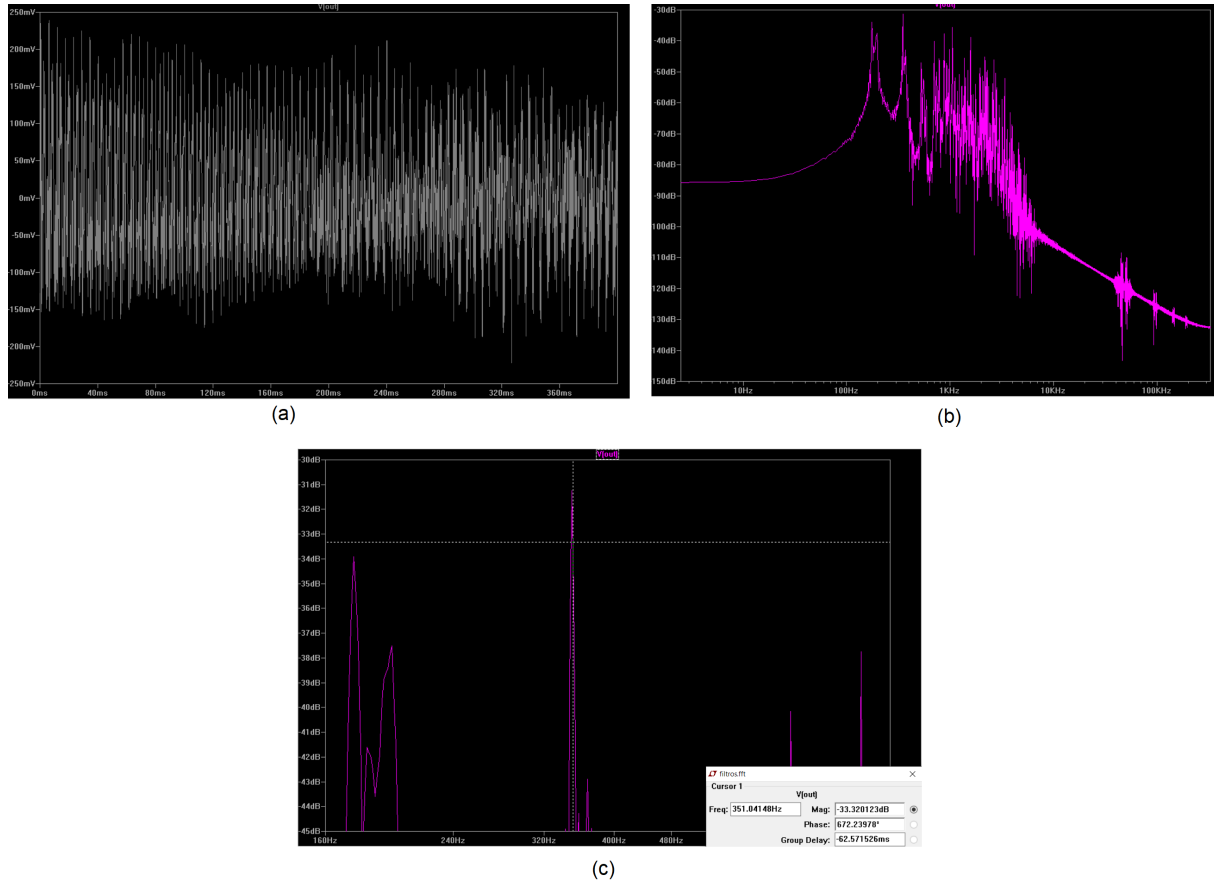 V[out]
250mV
200mV
150mV
100mV
50mV
0mV
-50mV
-100mV
-150mV
-200mV
-250mV
0ms 40ms 80ms 120ms 160ms 200ms 240ms 280ms 320ms 360ms
(a)
V[out]
-30dB
-40dB
-50dB
-60dB
-70dB
-80dB
-90dB
100dB
110dB
120dB
130dB
140dB
150dB
10Hz 100Hz 1KHz 10KHz 100KHz
(b)
V[out]
-30dB
-31dB
-32dB
-33dB
-34dB
-35dB
-36dB
-37dB
-38dB
-39dB
-40dB
-41dB
-42dB
-43dB
-44dB
-45dB
160Hz 240Hz 320Hz 400Hz 480Hz
filtros.fft
Cursor 1
V[out]
Freq: 351.04148Hz Mag: -33.320123dB
Phase: 672.23978°
Group Delay: -62.571526ms
(c)